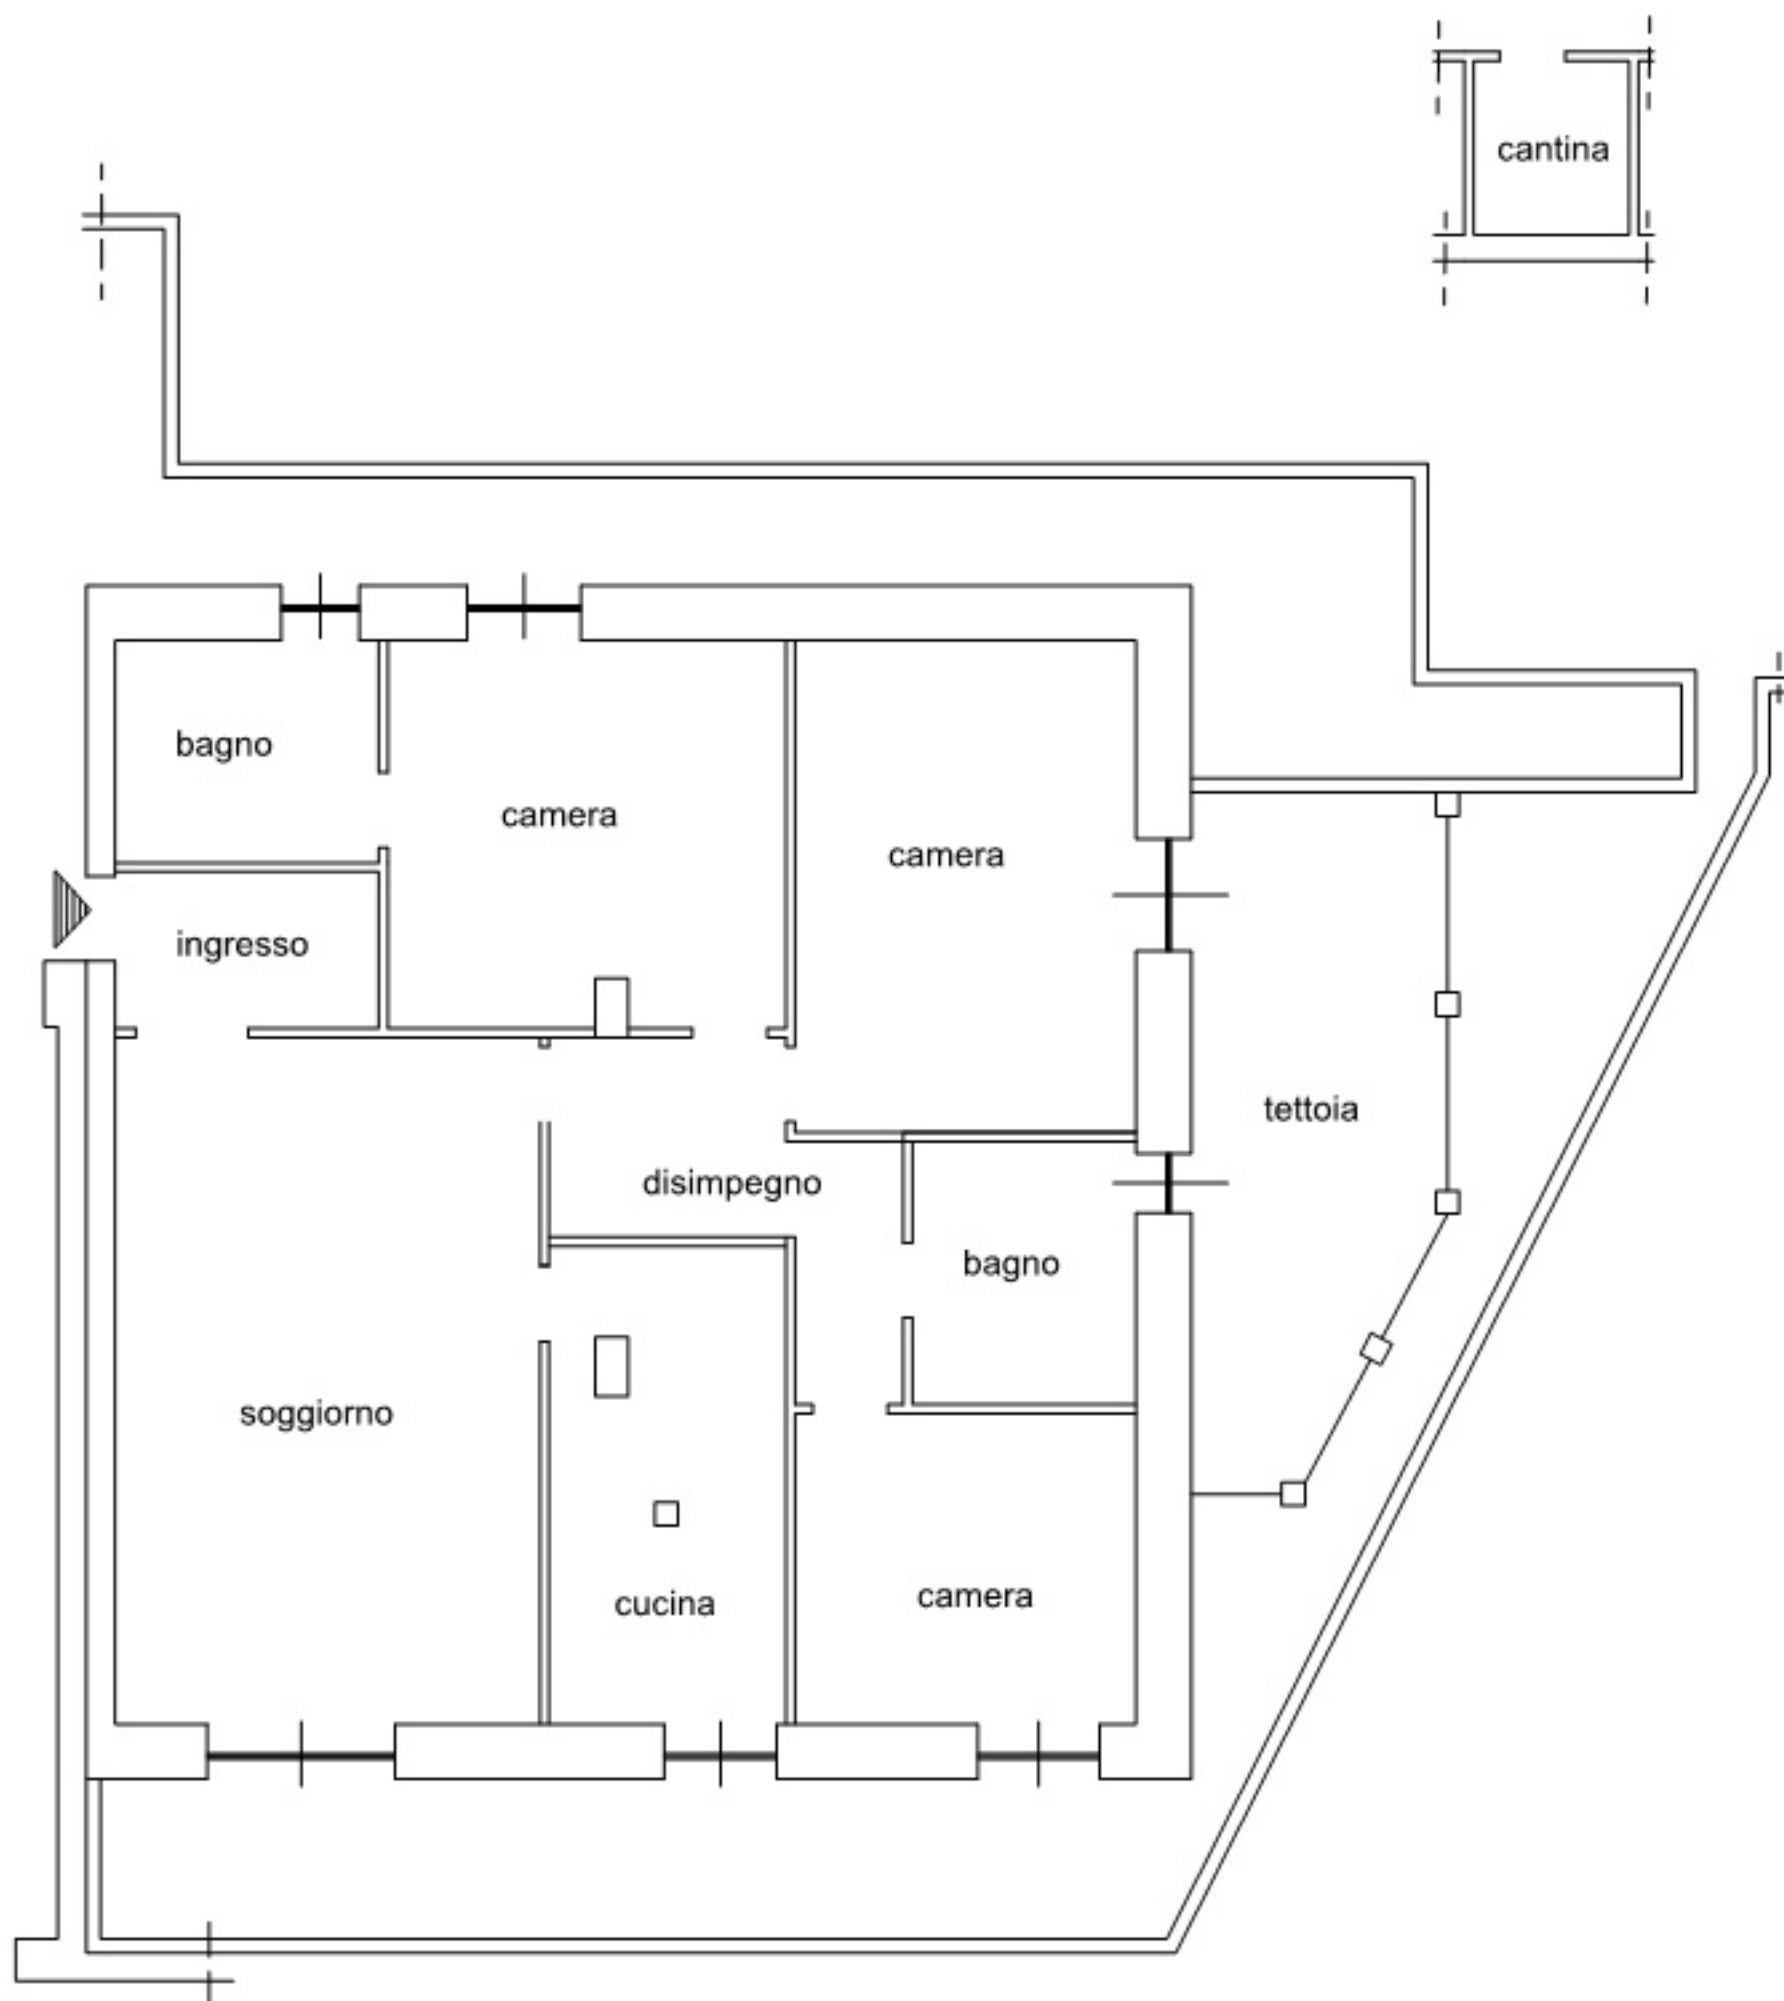 cantina
bagno
camera
camera
ingresso
tettoia
disimpegno
bagno
soggiorno
cucina
camera